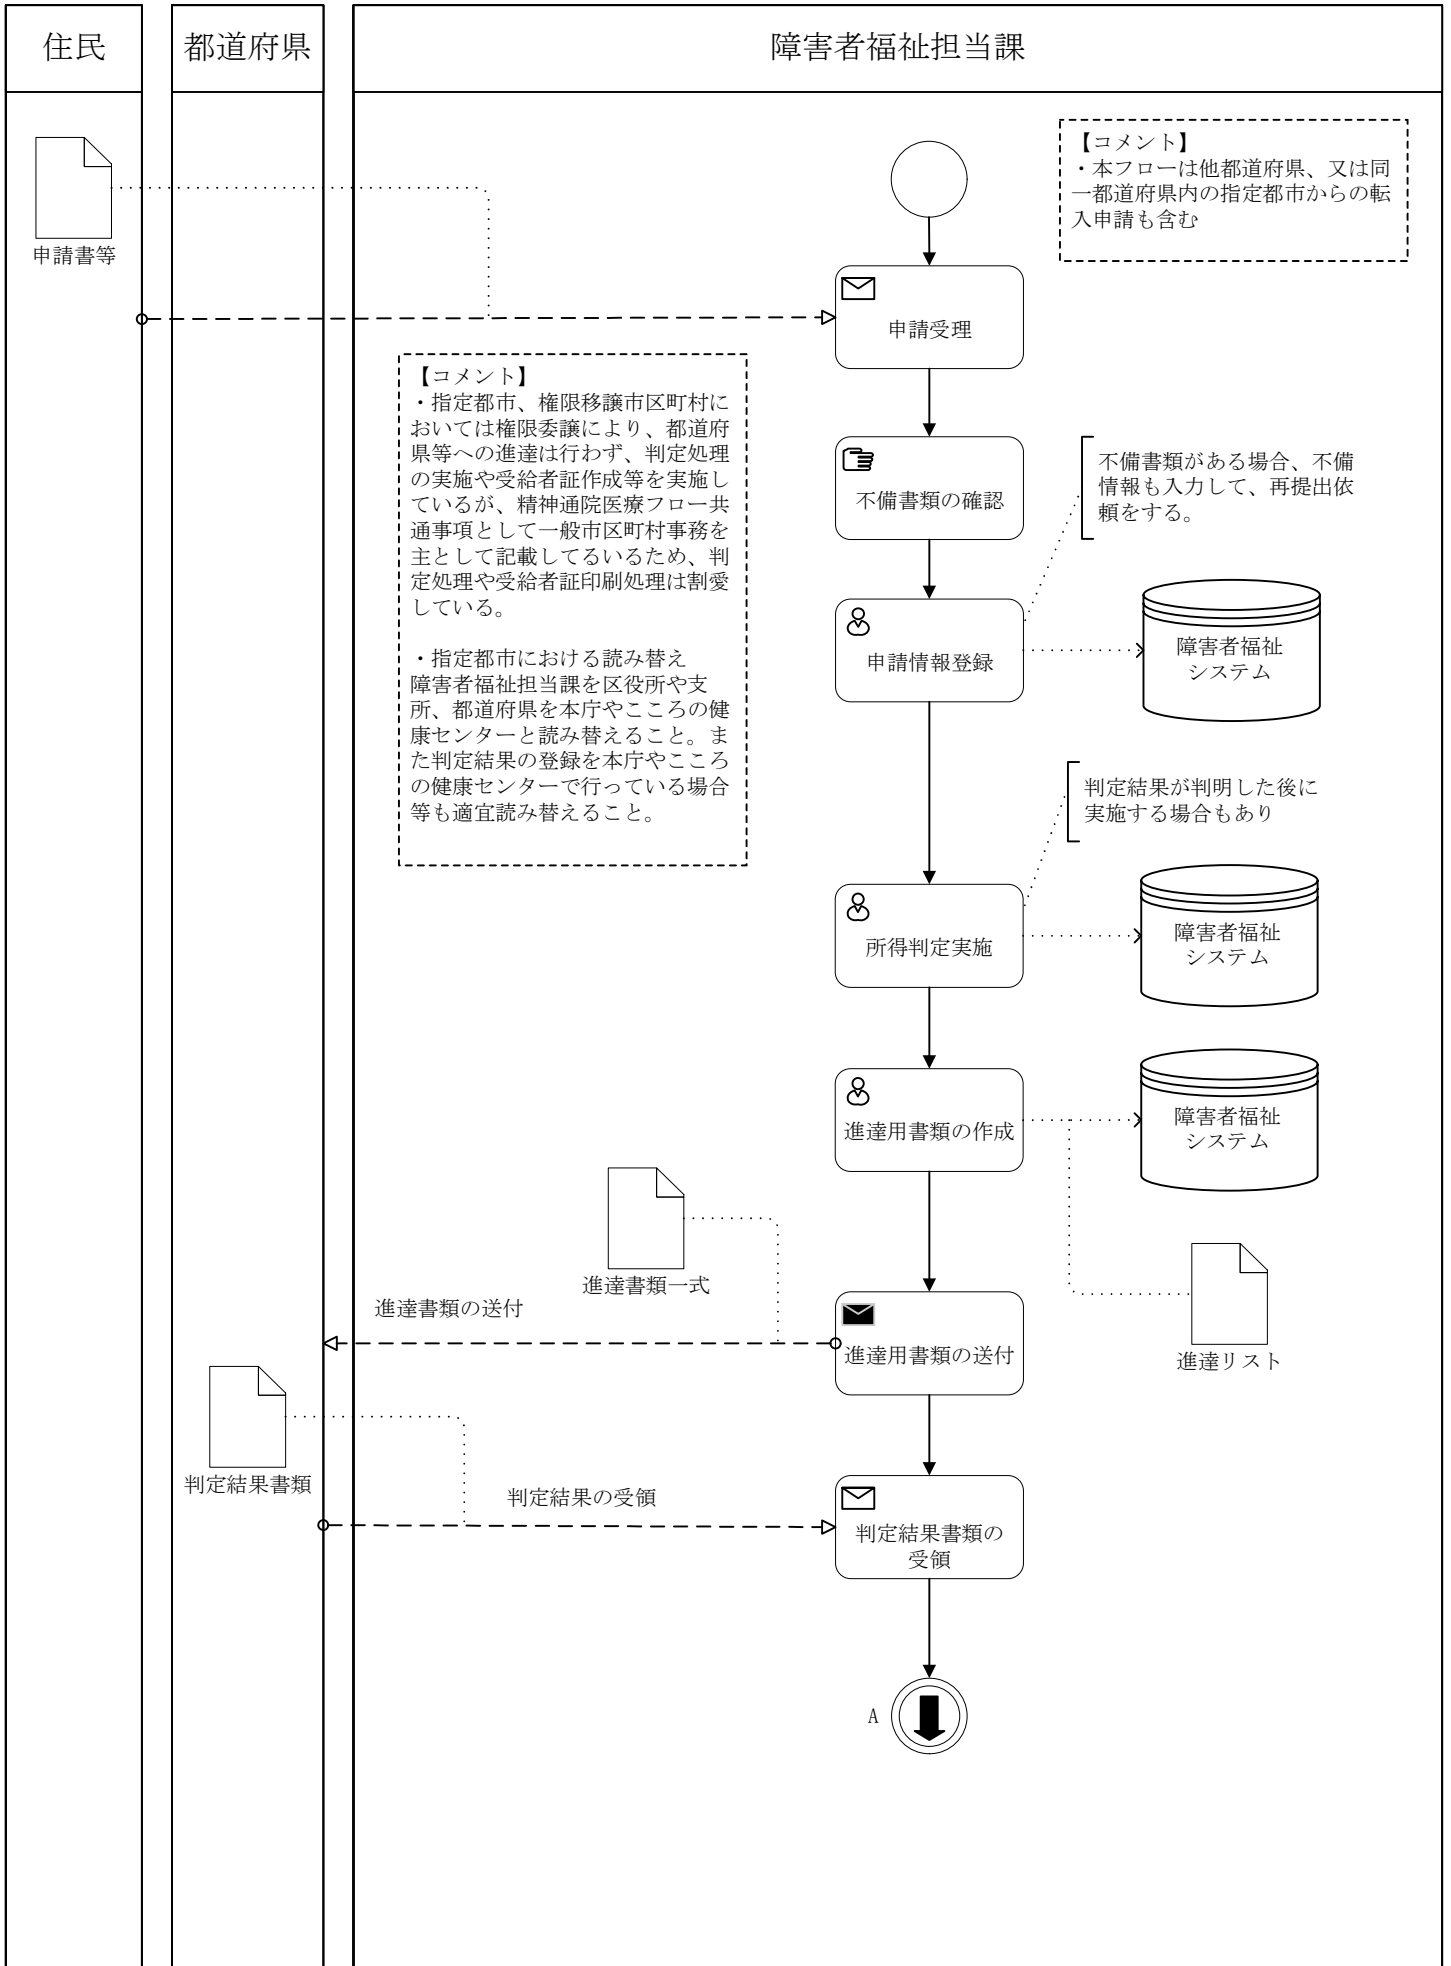 住民
都道府県
障害者福祉担当課
申請書等
【コメント】
・本フローは他都道府県、又は同
一都道府県内の指定都市からの転
入申請も含む
申請受理
【コメント】
・指定都市、権限移譲市区町村に
おいては権限委譲により、都道府
県等への進達は行わず、判定処理
の実施や受給者証作成等を実施し
ているが、精神通院医療フロー共
通事項として一般市区町村事務を
主として記載してるいるため、判
定処理や受給者証印刷処理は割愛
している。
・指定都市における読み替え
障害者福祉担当課を区役所や支
所、都道府県を本庁やこころの健
康センターと読み替えること。ま
た判定結果の登録を本庁やこころ
の健康センターで行っている場合
等も適宜読み替えること。
不備書類の確認
不備書類がある場合、不備
情報も入力して、再提出依
頼をする。
申請情報登録
障害者福祉
システム
判定結果が判明した後に
実施する場合もあり
所得判定実施
障害者福祉
システム
進達用書類の作成
障害者福祉
システム
進達書類一式
進達書類の送付
進達用書類の送付
進達リスト
判定結果書類
判定結果の受領
判定結果書類の
受領
A